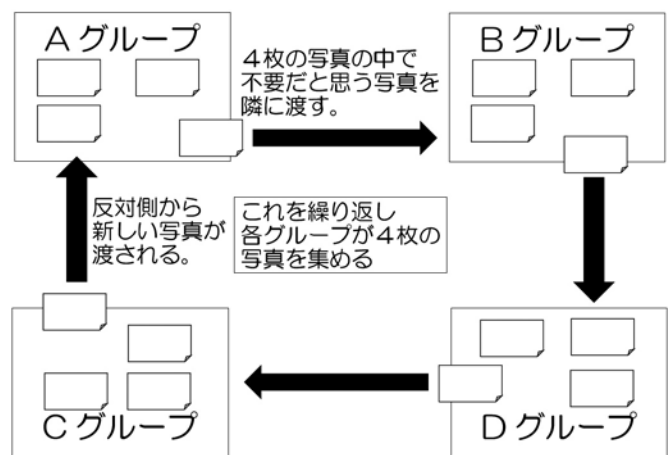 Aグループ
4枚の写真の中で
不要だと思う写真を
隣に渡す。
Bグループ
反対側から
新しい写真が
渡される。
これを繰り返し
各グループが4枚の
写真を集める
Cグループ
Dグループ